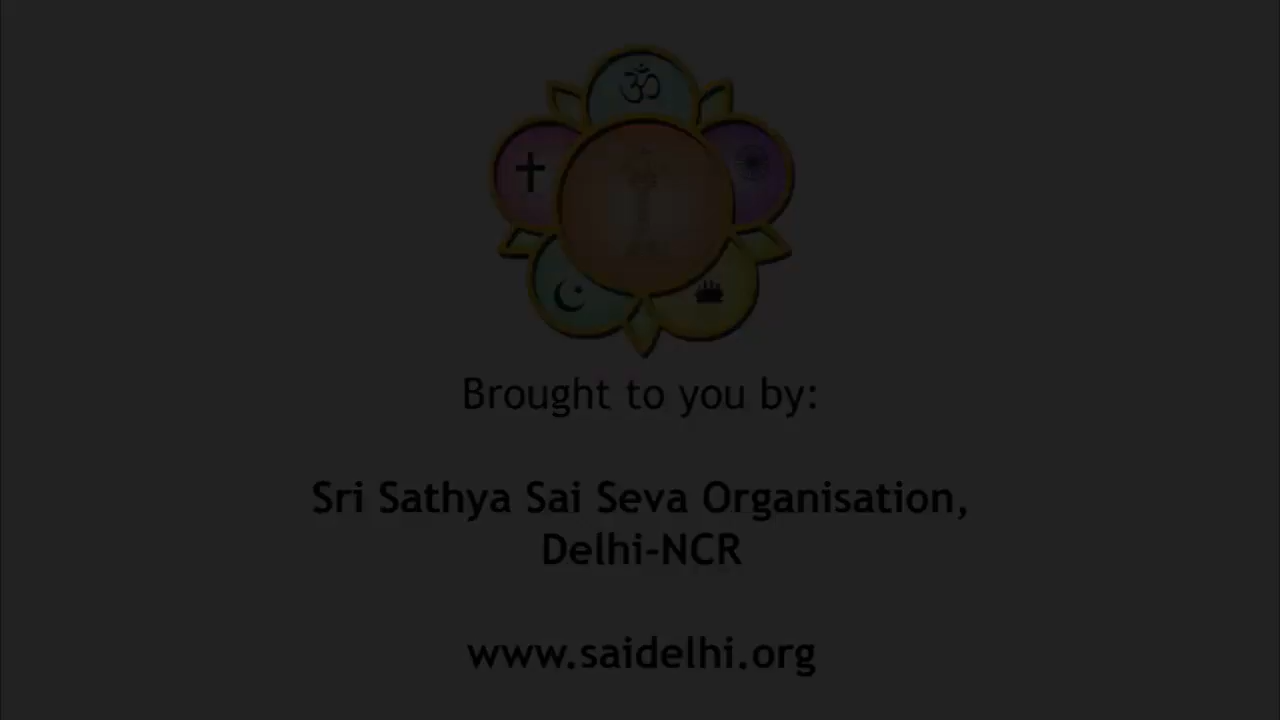 ॐ
Brought to you by:
Sri Sathya Sai Seva Organisation,
Delhi-NCR
www.saidelhi.org